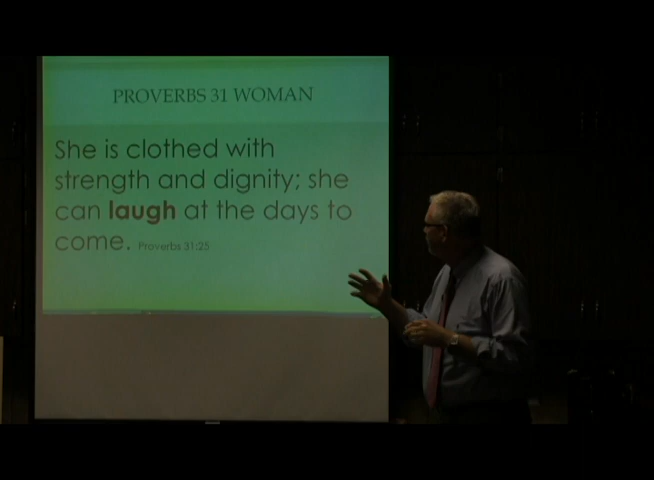 PROVERBS 31 WOMAN
She is clothed with
strength and dignity; she
can laugh at the days to
come. Proverbs 31:25